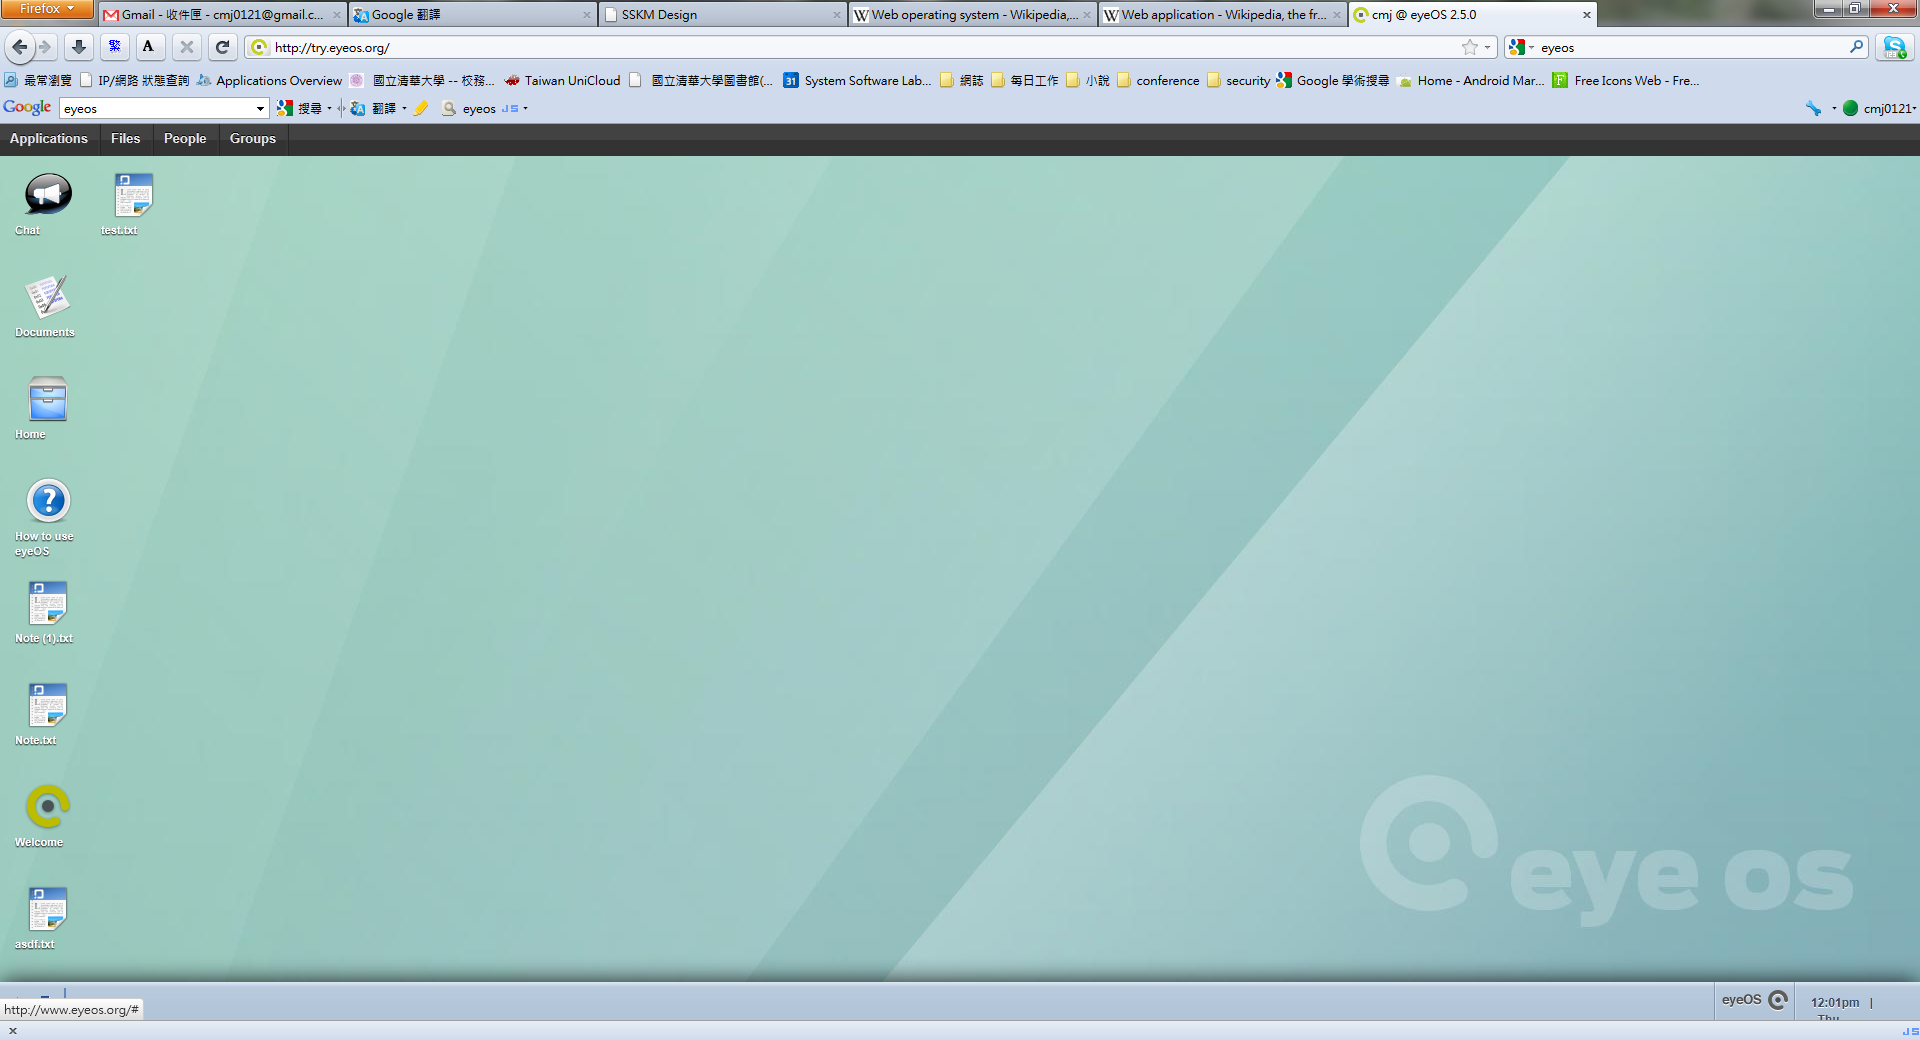 Firefox
Gmail - 收件匣 - cmj0121@gmail.c...
Google 翻譯
SSKM Design
Web operating system - Wikipedia,...
Web application - Wikipedia, the fr...
cmj @ eyeOS 2.5.0
繁
A
http://try.eyeos.org/
eyeos
最常瀏覽
IP/網路 狀態查詢
Applications Overview
國立清華大學 -- 校務...
Taiwan UniCloud
國立清華大學圖書館(...
31
System Software Lab...
網誌
每日工作
小說
conference
security
Google 學術搜尋
Home - Android Mar...
F
Free Icons Web - Fre...
Google
eyeos
搜尋
翻譯
eyeos
JS
cmj0121
Applications
Files
People
Groups
Chat
test.txt
Documents
Home
How to use
eyeOS
Note (1).txt
Note.txt
Welcome
asdf.txt
eye os
http://www.eyeos.org/#
eyeOS
12:01pm
Thu
JS